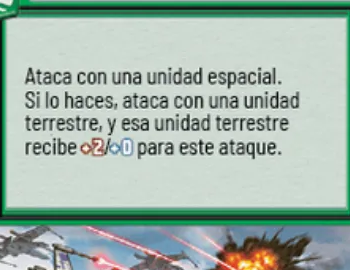 Ataca con una unidad espacial.
Si lo haces, ataca con una unidad
terrestre, y esa unidad terrestre
recibe +2/+0 para este ataque.